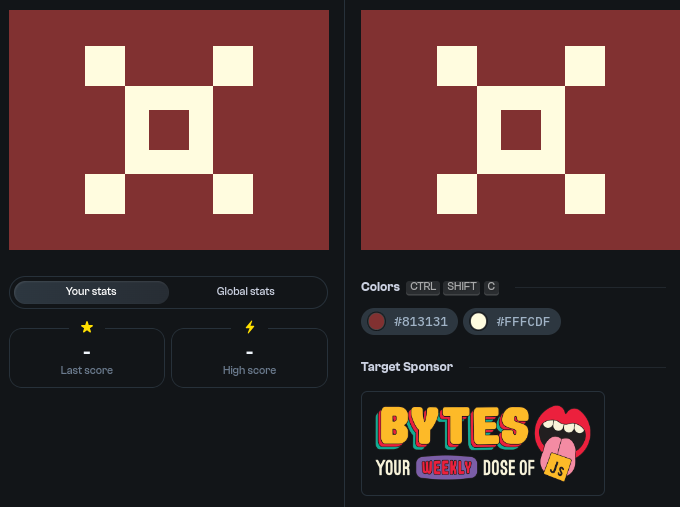 Your stats
Global stats
-
Last score
-
High score
Colors CTRL SHIFT C
#813131
#FFFCDF
Target Sponsor
BYTES
YOUR WEEKLY DOSE OF JS